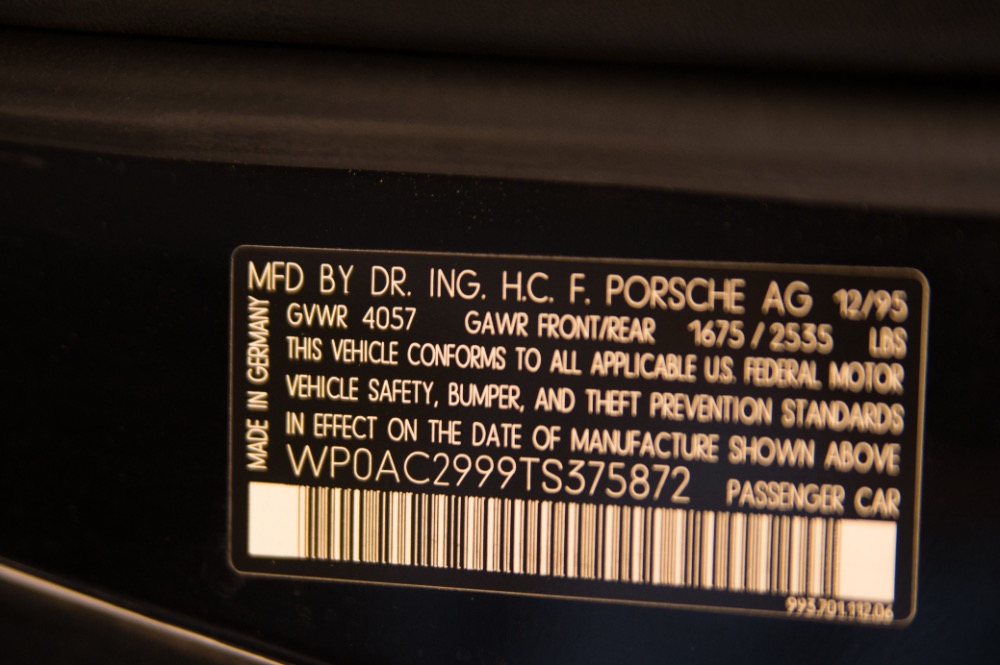 MFD BY DR. ING. H.C. F. PORSCHE AG 12/95
GVWR 4057 GAWR FRONT/REAR 1675/2535 LBS
THIS VEHICLE CONFORMS TO ALL APPLICABLE U.S. FEDERAL MOTOR
VEHICLE SAFETY, BUMPER, AND THEFT PREVENTION STANDARDS
IN EFFECT ON THE DATE OF MANUFACTURE SHOWN ABOVE
WP0AC2999TS375872 PASSENGER CAR
993.701.112.06
MADE IN GERMANY